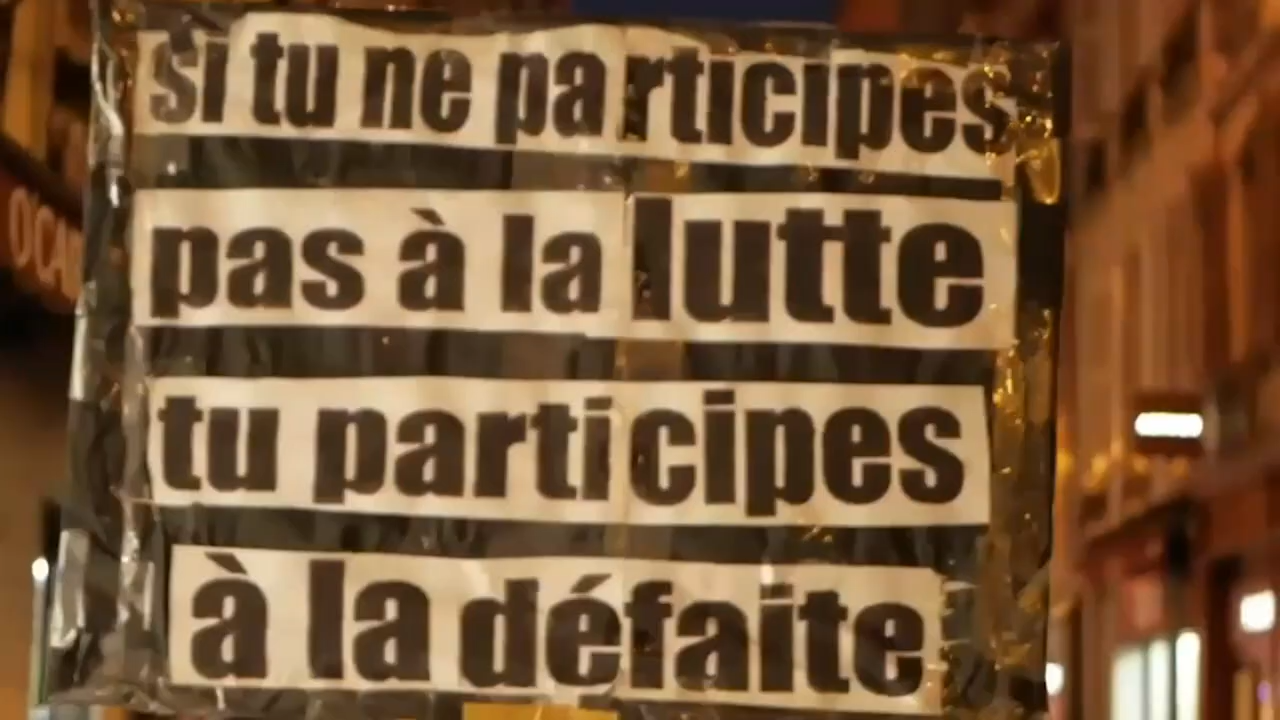 si tu ne participes
pas à la lutte
tu participes
à la défaite